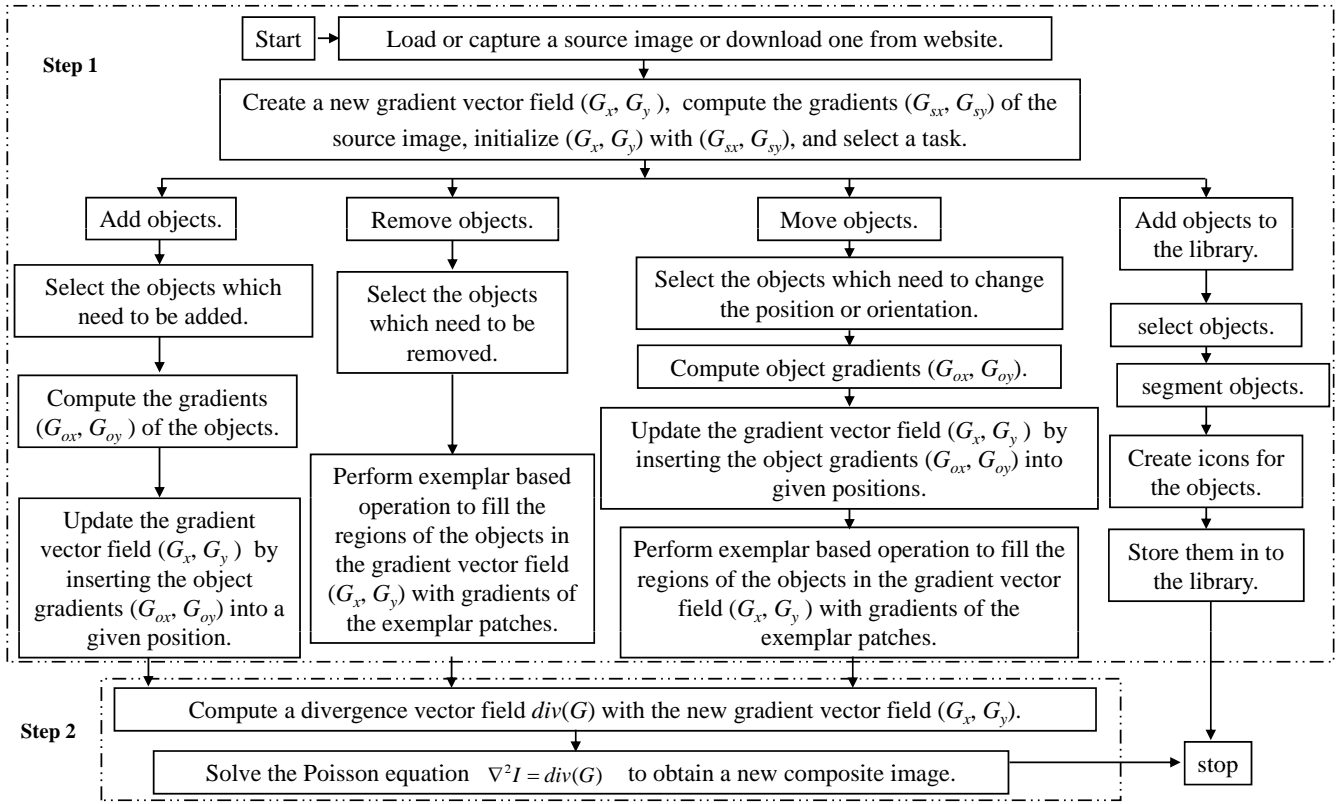 Start
Load or capture a source image or download one from website.
Step 1
Create a new gradient vector field (Gx, Gy ), compute the gradients (Gsx, Gsy) of the
source image, initialize (Gx, Gy) with (Gsx, Gsy), and select a task.
Add objects.
Select the objects which
need to be added.
Compute the gradients
(Gox, Goy ) of the objects.
Update the gradient
vector field (Gx, Gy ) by
inserting the object
gradients (Gox, Goy) into a
given position.
Remove objects.
Select the objects
which need to be
removed.
Perform exemplar based
operation to fill the
regions of the objects in
the gradient vector field
(Gx, Gy) with gradients of
the exemplar patches.
Move objects.
Select the objects which need to change
the position or orientation.
Compute object gradients (Gox, Goy).
Update the gradient vector field (Gx, Gy ) by
inserting the object gradients (Gox, Goy) into
given positions.
Perform exemplar based operation to fill the
regions of the objects in the gradient vector
field (Gx, Gy ) with gradients of the
exemplar patches.
Add objects to
the library.
select objects.
segment objects.
Create icons for
the objects.
Store them in to
the library.
Step 2
Compute a divergence vector field div(G) with the new gradient vector field (Gx, Gy).
Solve the Poisson equation ∇²I = div(G) to obtain a new composite image.
stop